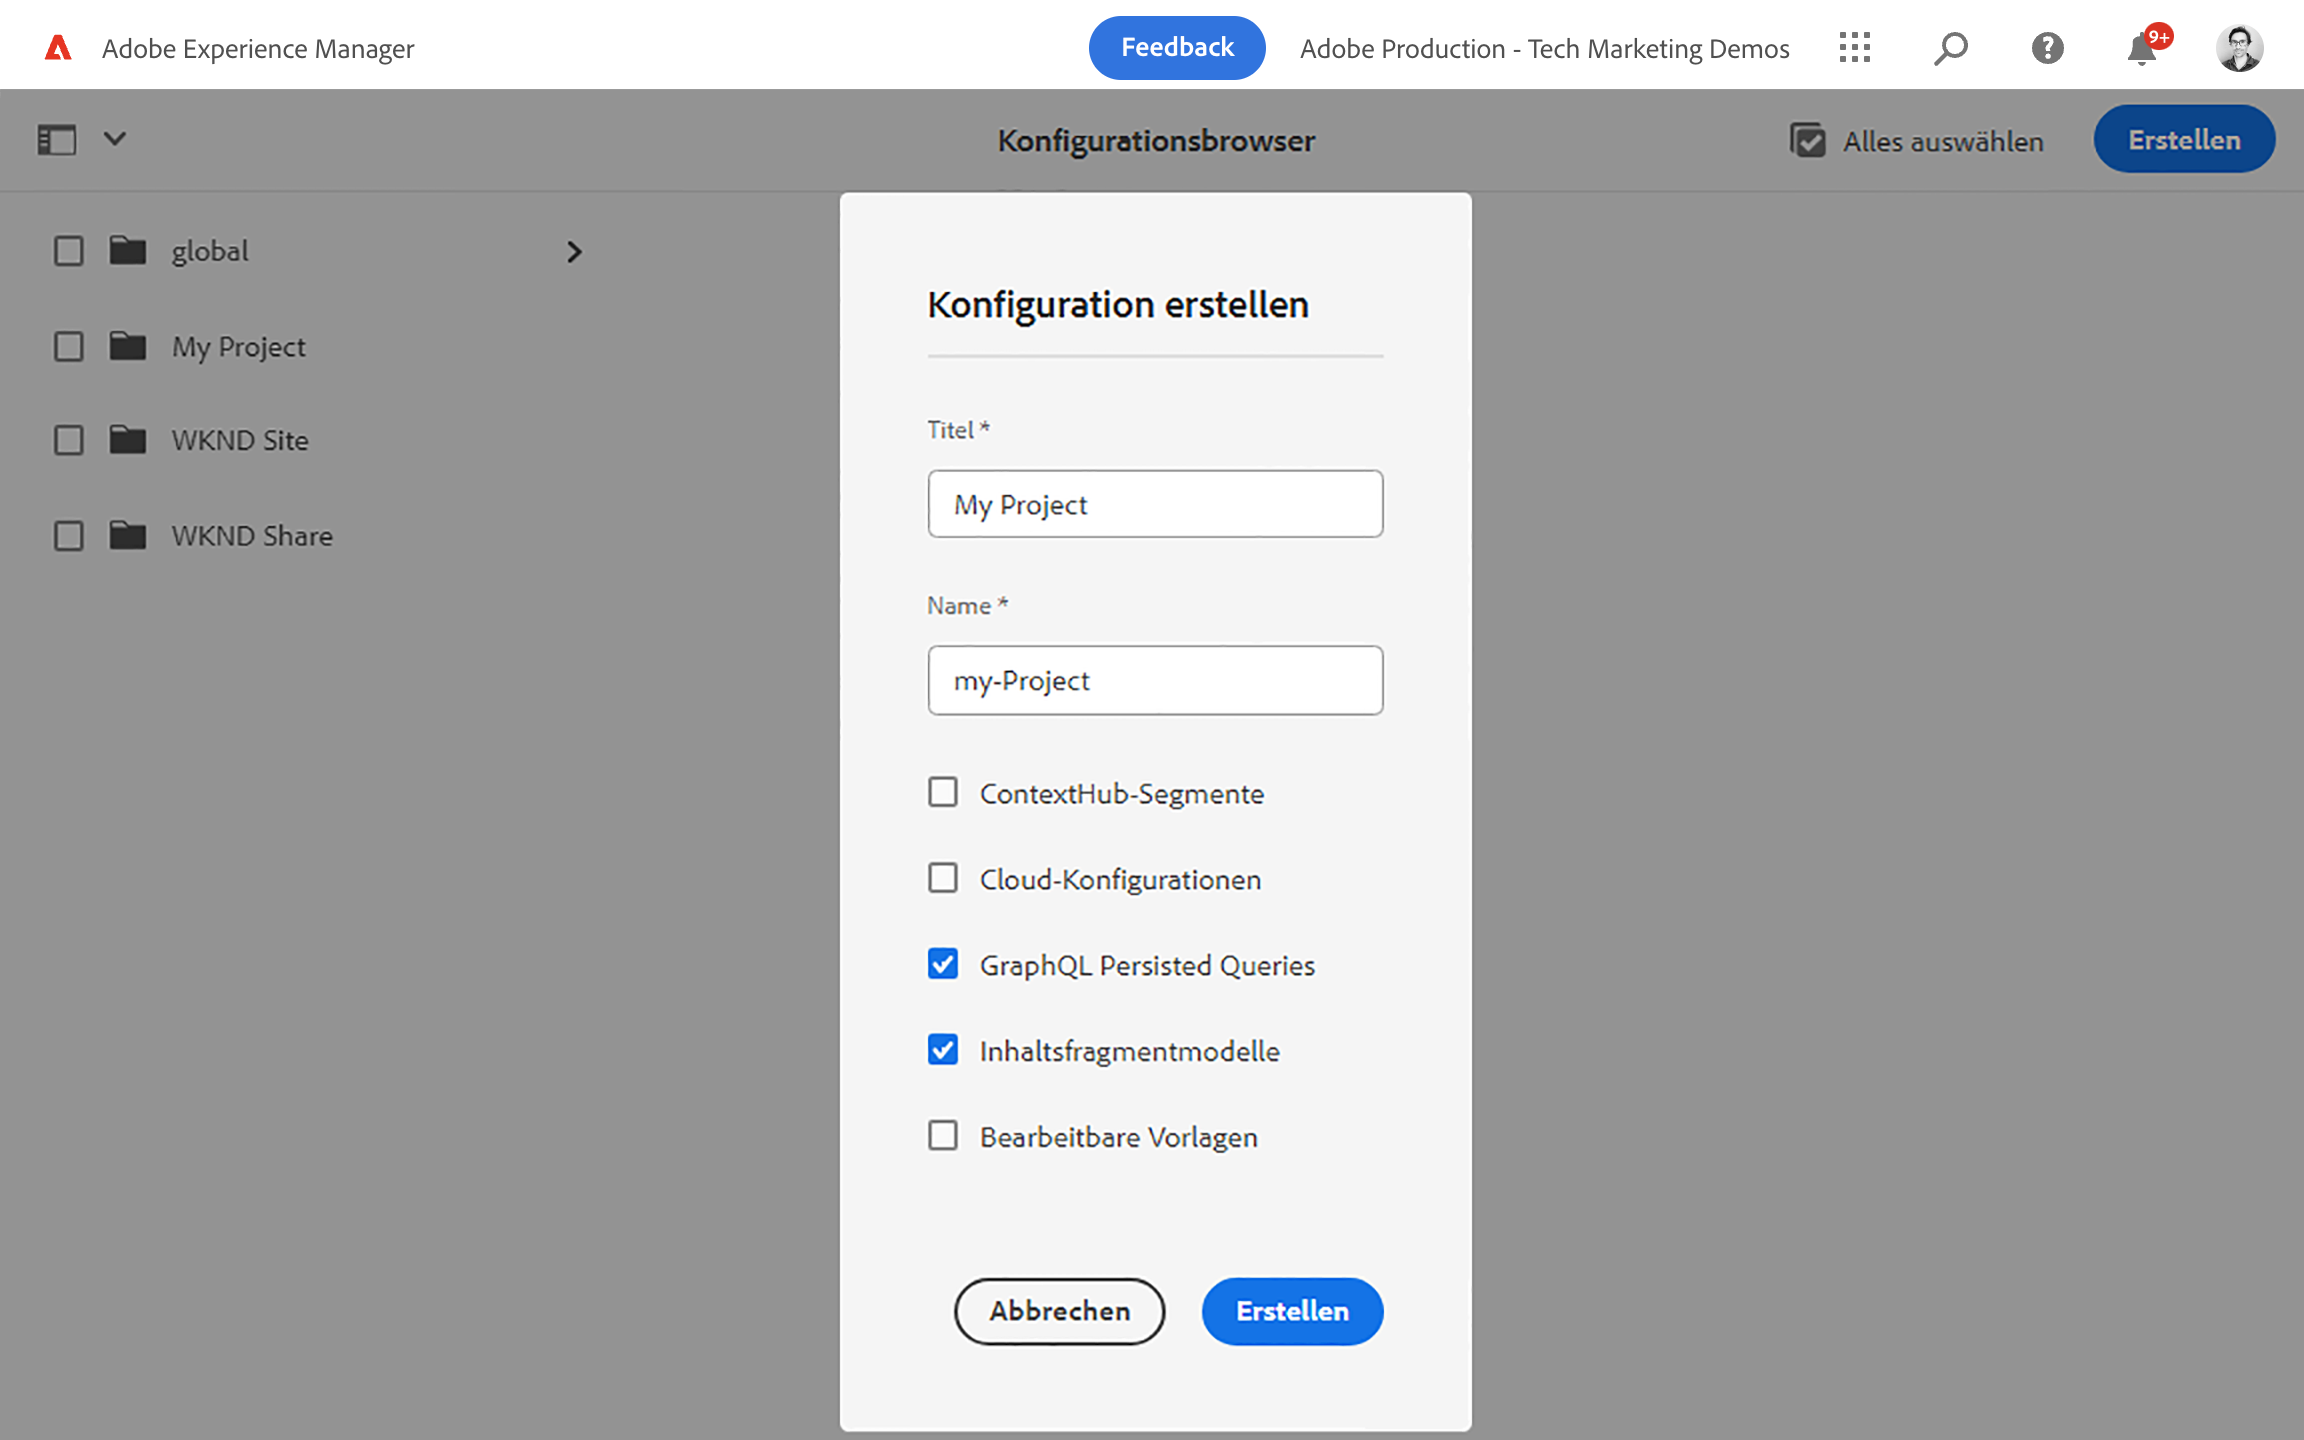 Adobe Experience Manager
Feedback
Adobe Production - Tech Marketing Demos
9+
Konfigurationsbrowser
Alles auswählen
Erstellen
global
My Project
WKND Site
WKND Share
Konfiguration erstellen
Titel *
My Project
Name *
my-Project
ContextHub-Segmente
Cloud-Konfigurationen
GraphQL Persisted Queries
Inhaltsfragmentmodelle
Bearbeitbare Vorlagen
Abbrechen
Erstellen